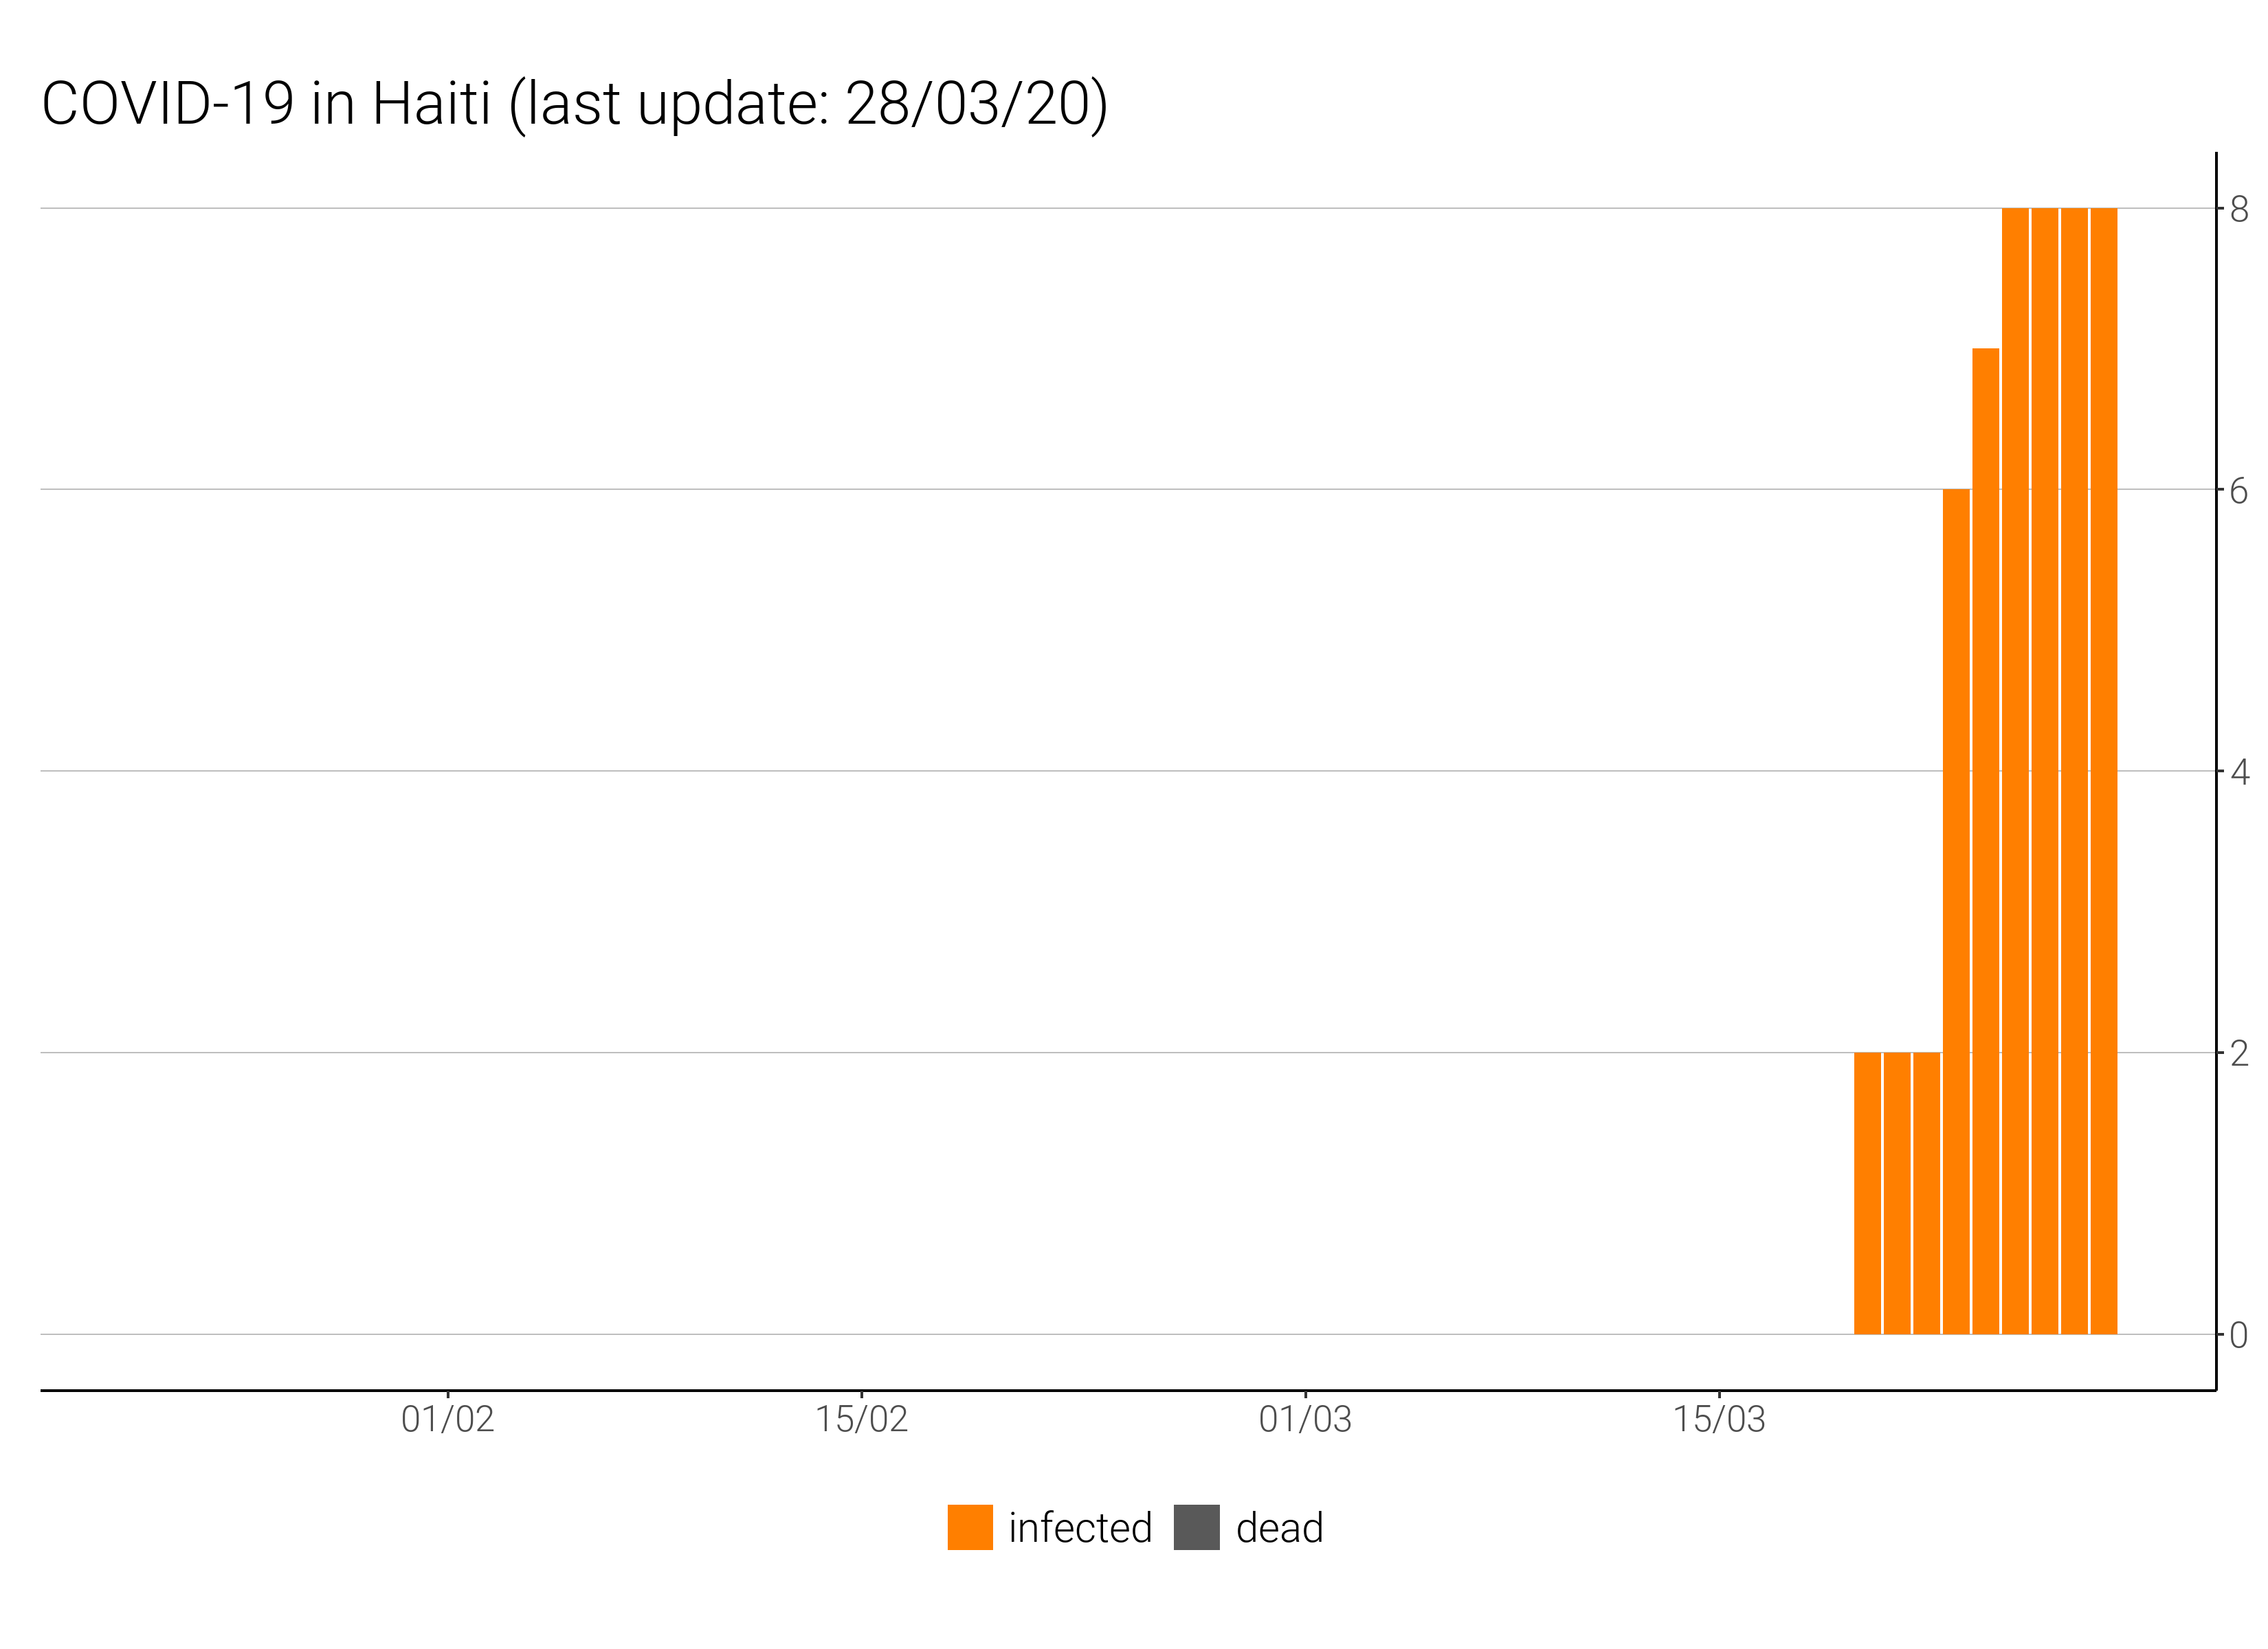 COVID-19 in Haiti (last update: 28/03/20)
8
6
4
2
0
01/02 15/02 01/03 15/03
infected dead